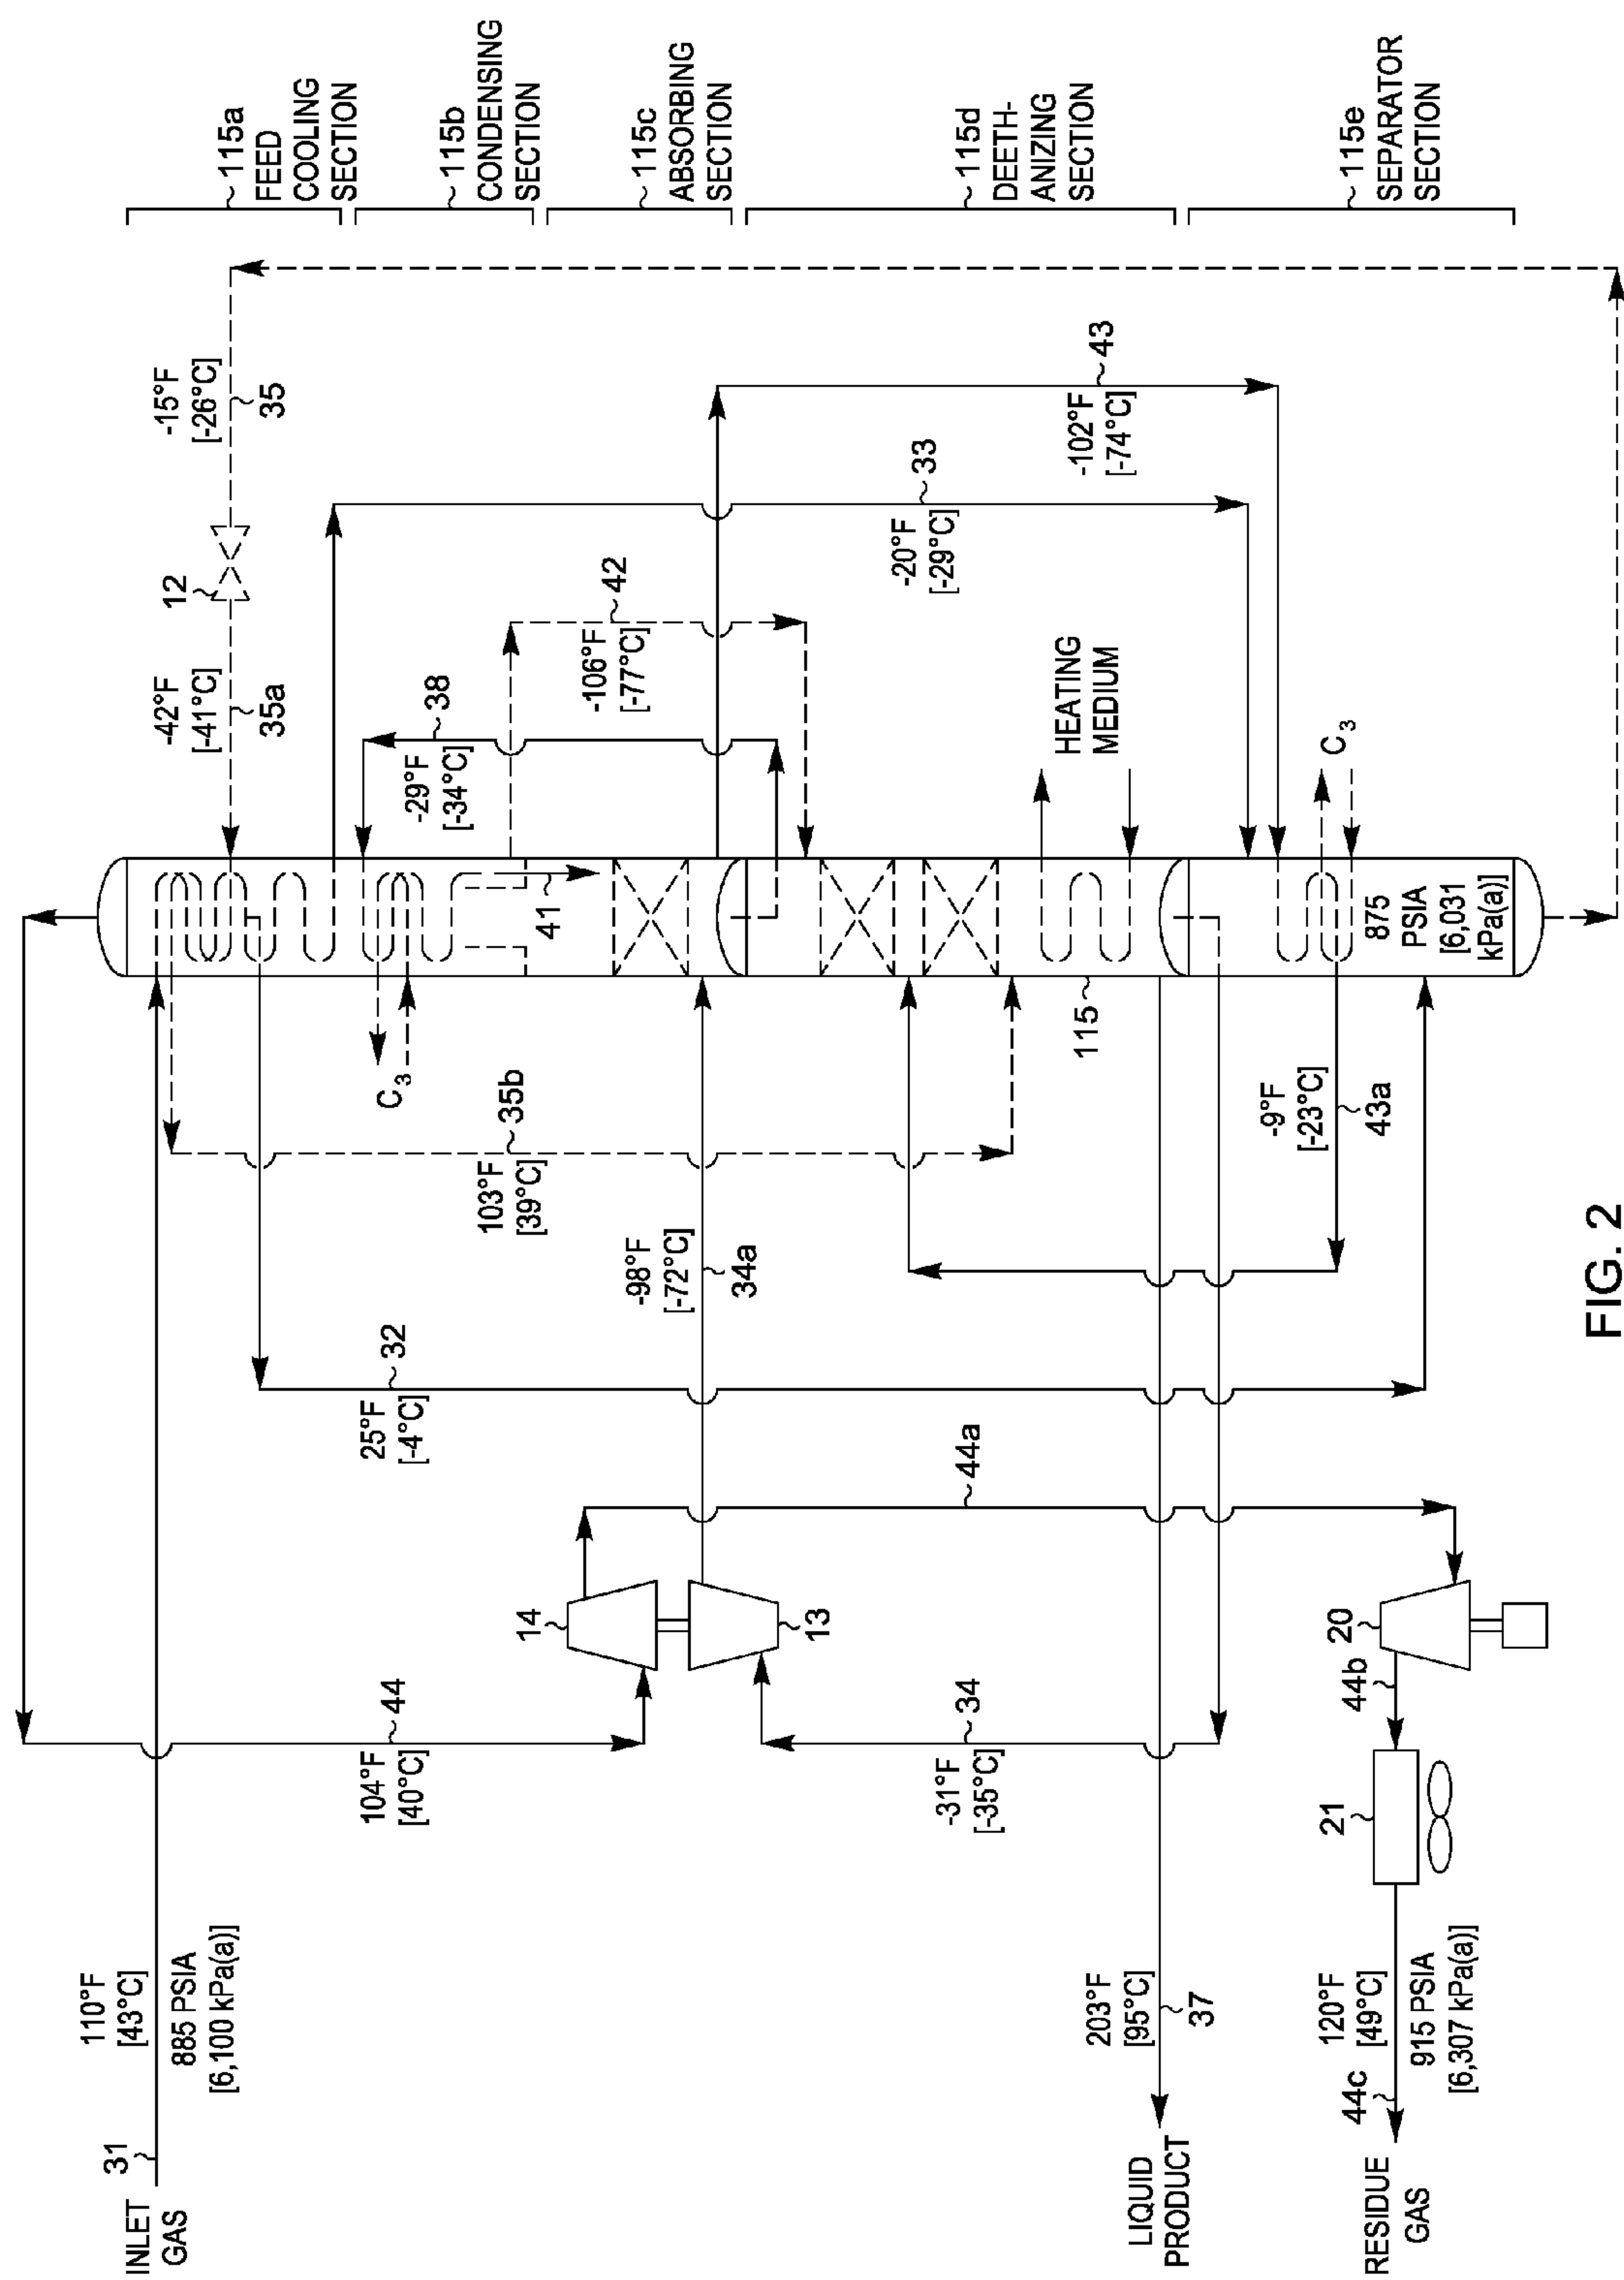 115a
FEED
COOLING
SECTION
115b
CONDENSING
SECTION
115c
ABSORBING
SECTION
115d
DEETH-
ANIZING
SECTION
115e
SEPARATOR
SECTION
-15°F
[-26°C]
35
12
-42°F
[-41°C]
35a
43
-102°F
[-74°C]
33
-20°F
[-29°C]
42
-106°F
[-77°C]
38
-29°F
[-34°C]
HEATING
MEDIUM
C3
41
875
PSIA
[6,031
kPa(a)]
C3
115
35b
103°F
[39°C]
-9°F
[-23°C]
43a
-98°F
[-72°C]
34a
32
25°F
[-4°C]
44a
14
13
20
44b
44
104°F
[40°C]
34
-31°F
[-35°C]
21
110°F
[43°C]
885 PSIA
[6,100 kPa(a)]
31
INLET
GAS
203°F
[95°C]
37
LIQUID
PRODUCT
120°F
[49°C]
915 PSIA
[6,307 kPa(a)]
44c
RESIDUE
GAS
FIG. 2